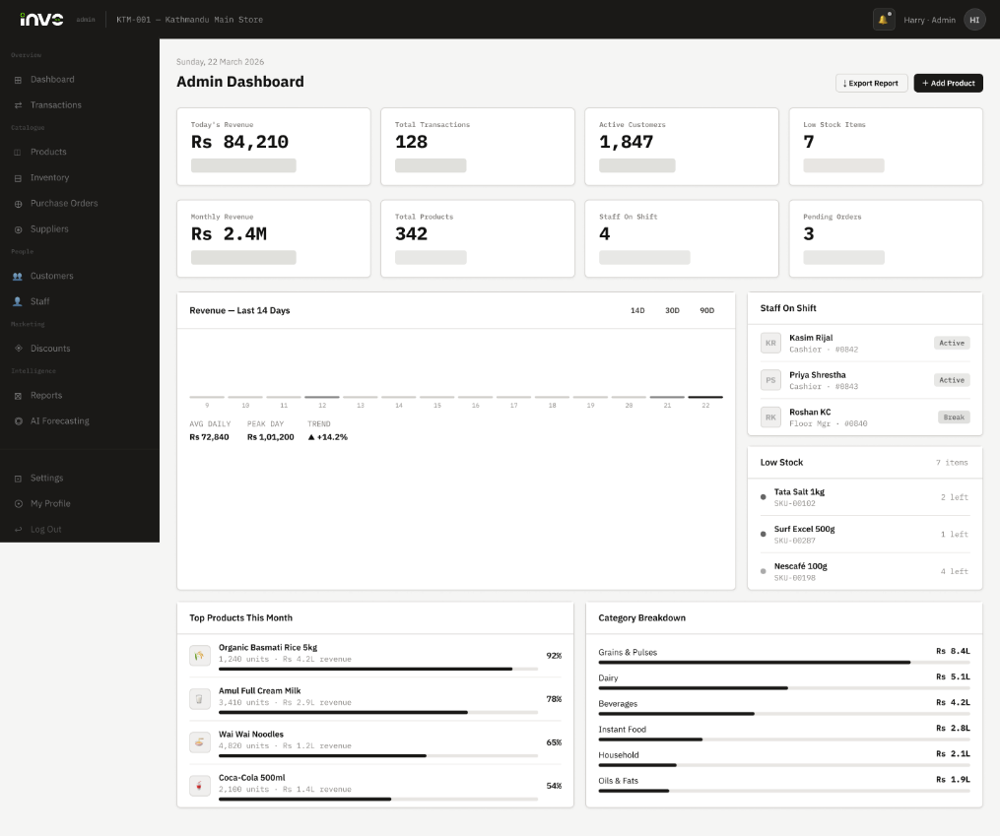 invo admin KTM-001 — Kathmandu Main Store Harry · Admin HI
Overview
Dashboard
Transactions
Catalogue
Products
Inventory
Purchase Orders
Suppliers
People
Customers
Staff
Marketing
Discounts
Intelligence
Reports
AI Forecasting
Settings
My Profile
Log Out
Sunday, 22 March 2026
Admin Dashboard
↓ Export Report
+ Add Product
Today's Revenue
Rs 84,210
Total Transactions
128
Active Customers
1,847
Low Stock Items
7
Monthly Revenue
Rs 2.4M
Total Products
342
Staff On Shift
4
Pending Orders
3
Revenue — Last 14 Days
14D 30D 90D
9 10 11 12 13 14 15 16 17 18 19 20 21 22
AVG DAILY PEAK DAY TREND
Rs 72,840 Rs 1,01,200 ▲ +14.2%
Staff On Shift
KR Kasim Rijal Active
Cashier · #0842
PS Priya Shrestha Active
Cashier · #0843
RK Roshan KC Break
Floor Mgr · #0840
Low Stock 7 items
Tata Salt 1kg 2 left
SKU-00102
Surf Excel 500g 1 left
SKU-00287
Nescafé 100g 4 left
SKU-00198
Top Products This Month
Organic Basmati Rice 5kg
1,240 units · Rs 4.2L revenue
92%
Amul Full Cream Milk
3,410 units · Rs 2.9L revenue
78%
Wai Wai Noodles
4,820 units · Rs 1.2L revenue
65%
Coca-Cola 500ml
2,100 units · Rs 1.4L revenue
54%
Category Breakdown
Grains & Pulses Rs 8.4L
Dairy Rs 5.1L
Beverages Rs 4.2L
Instant Food Rs 2.8L
Household Rs 2.1L
Oils & Fats Rs 1.9L